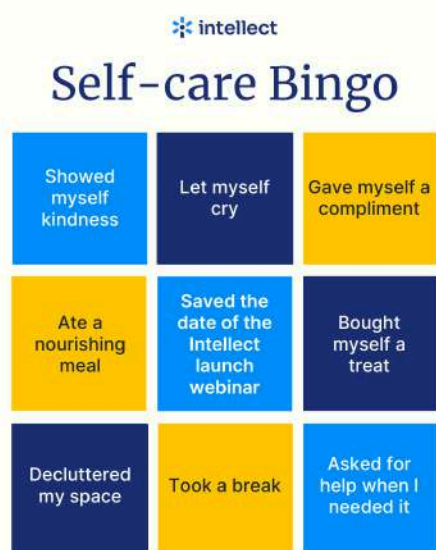 intellect
Self-care Bingo
Showed
myself
kindness
Let myself
cry
Gave myself a
compliment
Ate a
nourishing
meal
Saved the
date of the
Intellect
launch
webinar
Bought
myself a
treat
Decluttered
my space
Took a break
Asked for
help when I
needed it